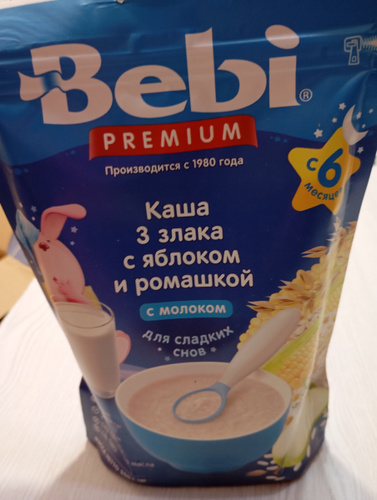 Bebi®
PREMIUM
Производится с 1980 года
с 6
месяцев
Каша
3 злака
с яблоком
и ромашкой
с молоком
для сладких
снов